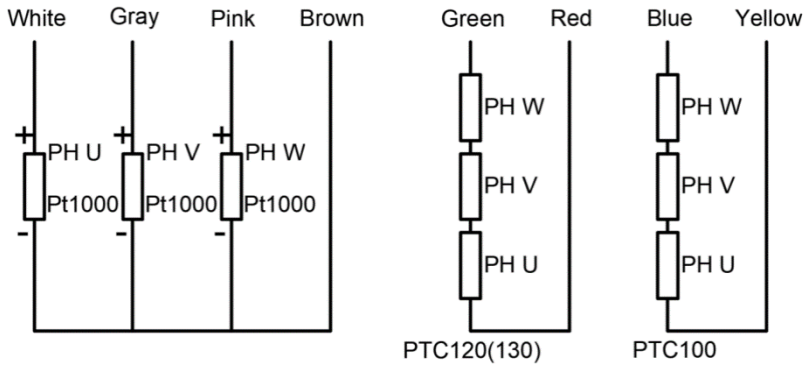 White Gray Pink Brown Green Red Blue Yellow
+ + +
PH U PH V PH W
Pt1000 Pt1000 Pt1000
- - -
PH W
PH V
PH U
PTC120(130)
PH W
PH V
PH U
PTC100